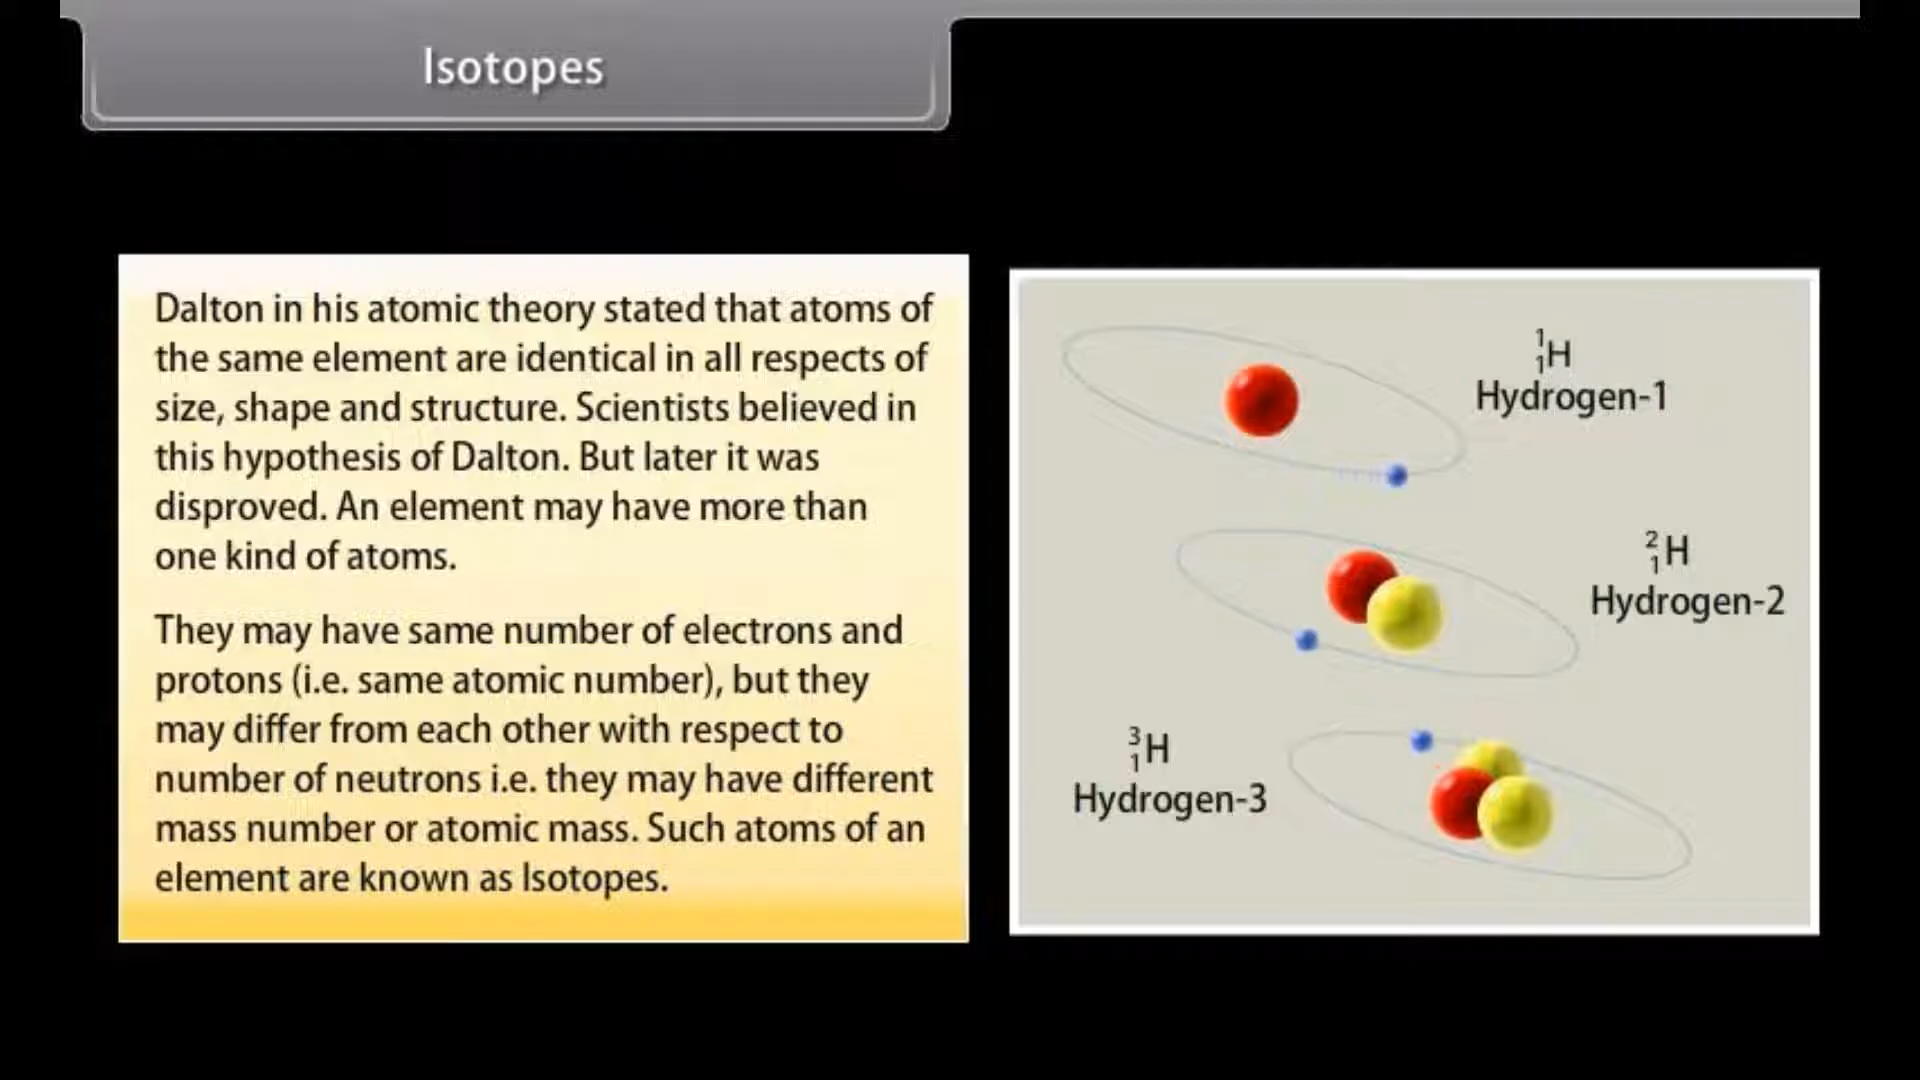 Isotopes
Dalton in his atomic theory stated that atoms of
the same element are identical in all respects of
size, shape and structure. Scientists believed in
this hypothesis of Dalton. But later it was
disproved. An element may have more than
one kind of atoms.
They may have same number of electrons and
protons (i.e. same atomic number), but they
may differ from each other with respect to
number of neutrons i.e. they may have different
mass number or atomic mass. Such atoms of an
element are known as Isotopes.
¹₁H
Hydrogen-1
²₁H
Hydrogen-2
³₁H
Hydrogen-3